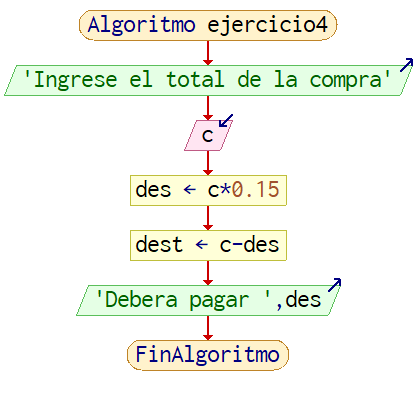 Algoritmo ejercicio4
'Ingrese el total de la compra'
c
des ← c*0.15
dest ← c-des
'Debera pagar ',des
FinAlgoritmo